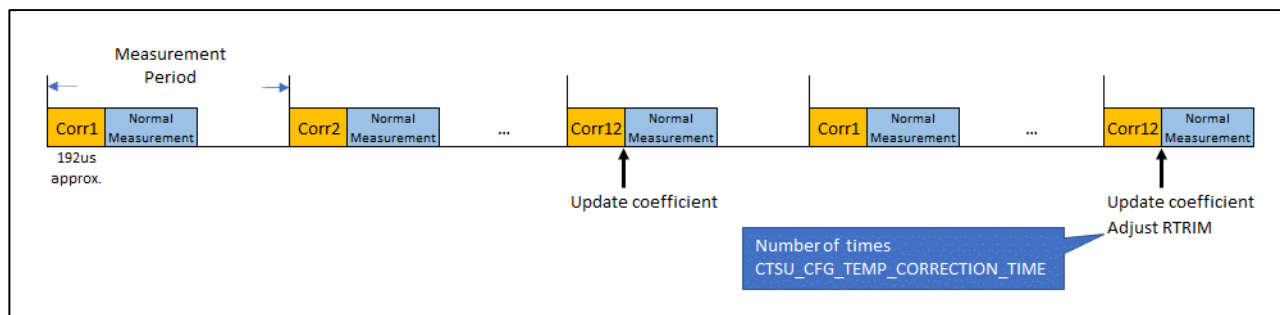 Measurement
Period
Corr1
Normal
Measurement
Corr2
Normal
Measurement
...
Corr12
Normal
Measurement
Corr1
Normal
Measurement
...
Corr12
Normal
Measurement
192us
approx.
Update coefficient
Update coefficient
Adjust RTRIM
Number of times
CTSU_CFG_TEMP_CORRECTION_TIME